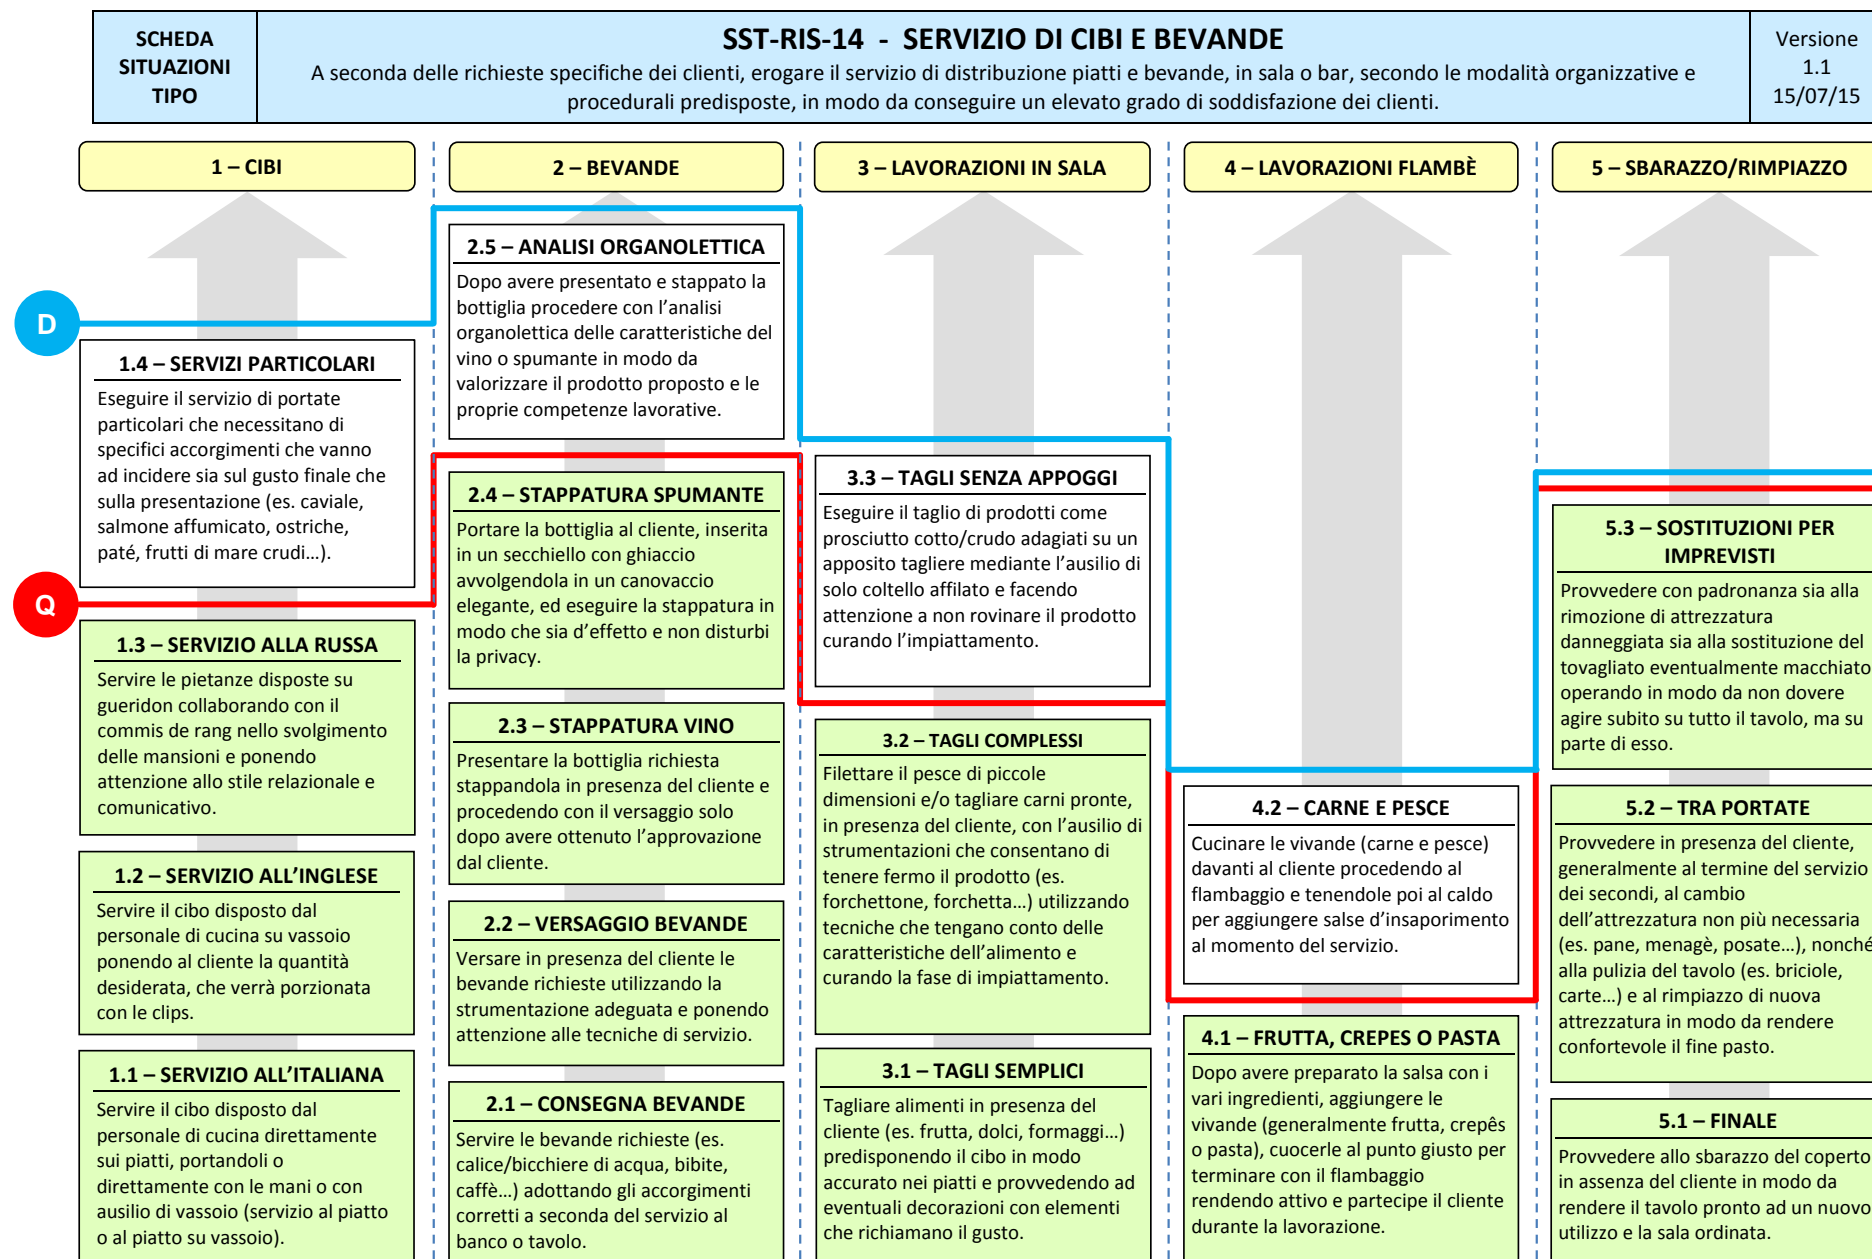 SCHEDA
SITUAZIONI
TIPO
SST-RIS-14 - SERVIZIO DI CIBI E BEVANDE
A seconda delle richieste specifiche dei clienti, erogare il servizio di distribuzione piatti e bevande, in sala o bar, secondo le modalità organizzative e
procedurali predisposte, in modo da conseguire un elevato grado di soddisfazione dei clienti.
Versione
1.1
15/07/15
1 – CIBI
D
1.4 – SERVIZI PARTICOLARI
Eseguire il servizio di portate
particolari che necessitano di
specifici accorgimenti che vanno
ad incidere sia sul gusto finale che
sulla presentazione (es. caviale,
salmone affumicato, ostriche,
paté, frutti di mare crudi…).
Q
1.3 – SERVIZIO ALLA RUSSA
Servire le pietanze disposte su
gueridon collaborando con il
commis de rang nello svolgimento
delle mansioni e ponendo
attenzione allo stile relazionale e
comunicativo.
1.2 – SERVIZIO ALL’INGLESE
Servire il cibo disposto dal
personale di cucina su vassoio
ponendo al cliente la quantità
desiderata, che verrà porzionata
con le clips.
1.1 – SERVIZIO ALL’ITALIANA
Servire il cibo disposto dal
personale di cucina direttamente
sui piatti, portandoli o
direttamente con le mani o con
ausilio di vassoio (servizio al piatto
o al piatto su vassoio).
2 – BEVANDE
2.5 – ANALISI ORGANOLETTICA
Dopo avere presentato e stappato la
bottiglia procedere con l’analisi
organolettica delle caratteristiche del
vino o spumante in modo da
valorizzare il prodotto proposto e le
proprie competenze lavorative.
2.4 – STAPPATURA SPUMANTE
Portare la bottiglia al cliente, inserita
in un secchiello con ghiaccio
avvolgendola in un canovaccio
elegante, ed eseguire la stappatura in
modo che sia d’effetto e non disturbi
la privacy.
2.3 – STAPPATURA VINO
Presentare la bottiglia richiesta
stappandola in presenza del cliente e
procedendo con il versaggio solo
dopo avere ottenuto l’approvazione
dal cliente.
2.2 – VERSAGGIO BEVANDE
Versare in presenza del cliente le
bevande richieste utilizzando la
strumentazione adeguata e ponendo
attenzione alle tecniche di servizio.
2.1 – CONSEGNA BEVANDE
Servire le bevande richieste (es.
calice/bicchiere di acqua, bibite,
caffè…) adottando gli accorgimenti
corretti a seconda del servizio al
banco o tavolo.
3 – LAVORAZIONI IN SALA
3.3 – TAGLI SENZA APPOGGI
Eseguire il taglio di prodotti come
prosciutto cotto/crudo adagiati su un
apposito tagliere mediante l’ausilio di
solo coltello affilato e facendo
attenzione a non rovinare il prodotto
curando l’impiattamento.
3.2 – TAGLI COMPLESSI
Filettare il pesce di piccole
dimensioni e/o tagliare carni pronte,
in presenza del cliente, con l’ausilio di
strumentazioni che consentano di
tenere fermo il prodotto (es.
forchettone, forchetta…) utilizzando
tecniche che tengano conto delle
caratteristiche dell’alimento e
curando la fase di impiattamento.
3.1 – TAGLI SEMPLICI
Tagliare alimenti in presenza del
cliente (es. frutta, dolci, formaggi…)
predisponendo il cibo in modo
accurato nei piatti e provvedendo ad
eventuali decorazioni con elementi
che richiamano il gusto.
4 – LAVORAZIONI FLAMBÈ
4.2 – CARNE E PESCE
Cucinare le vivande (carne e pesce)
davanti al cliente procedendo al
flambaggio e tenendole poi al caldo
per aggiungere salse d’insaporimento
al momento del servizio.
4.1 – FRUTTA, CREPES O PASTA
Dopo avere preparato la salsa con i
vari ingredienti, aggiungere le
vivande (generalmente frutta, crepês
o pasta), cuocerle al punto giusto per
terminare con il flambaggio
rendendo attivo e partecipe il cliente
durante la lavorazione.
5 – SBARAZZO/RIMPIAZZO
5.3 – SOSTITUZIONI PER
IMPREVISTI
Provvedere con padronanza sia alla
rimozione di attrezzatura
danneggiata sia alla sostituzione del
tovagliato eventualmente macchiato
operando in modo da non dovere
agire subito su tutto il tavolo, ma su
parte di esso.
5.2 – TRA PORTATE
Provvedere in presenza del cliente,
generalmente al termine del servizio
dei secondi, al cambio
dell’attrezzatura non più necessaria
(es. pane, menagè, posate…), nonché
alla pulizia del tavolo (es. briciole,
carte…) e al rimpiazzo di nuova
attrezzatura in modo da rendere
confortevole il fine pasto.
5.1 – FINALE
Provvedere allo sbarazzo del coperto
in assenza del cliente in modo da
rendere il tavolo pronto ad un nuovo
utilizzo e la sala ordinata.